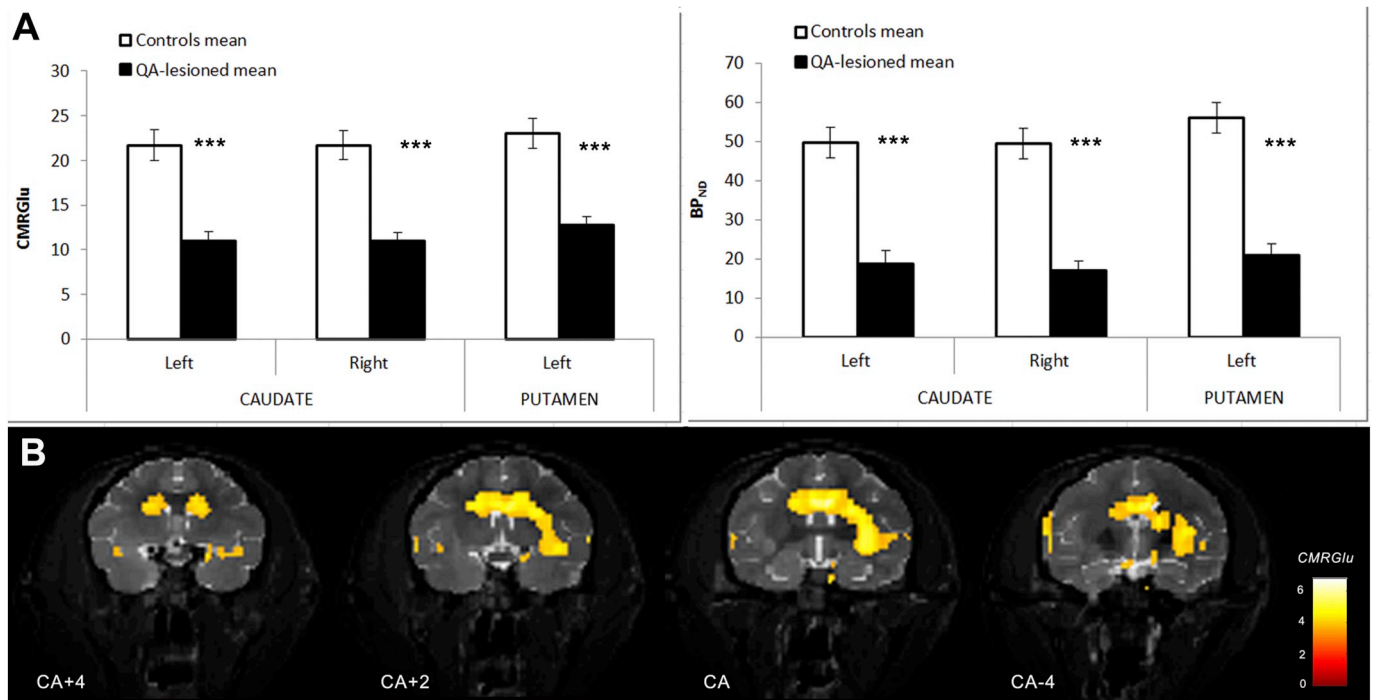 A
Controls mean
QA-lesioned mean
30
25
20
15
10
5
0
CMRGlu
***
***
***
Left
Right
Left
CAUDATE
PUTAMEN
Controls mean
QA-lesioned mean
70
60
50
40
30
20
10
0
BPND
***
***
***
Left
Right
Left
CAUDATE
PUTAMEN
B
CA+4
CA+2
CA
CA-4
CMRGlu
6
4
2
0